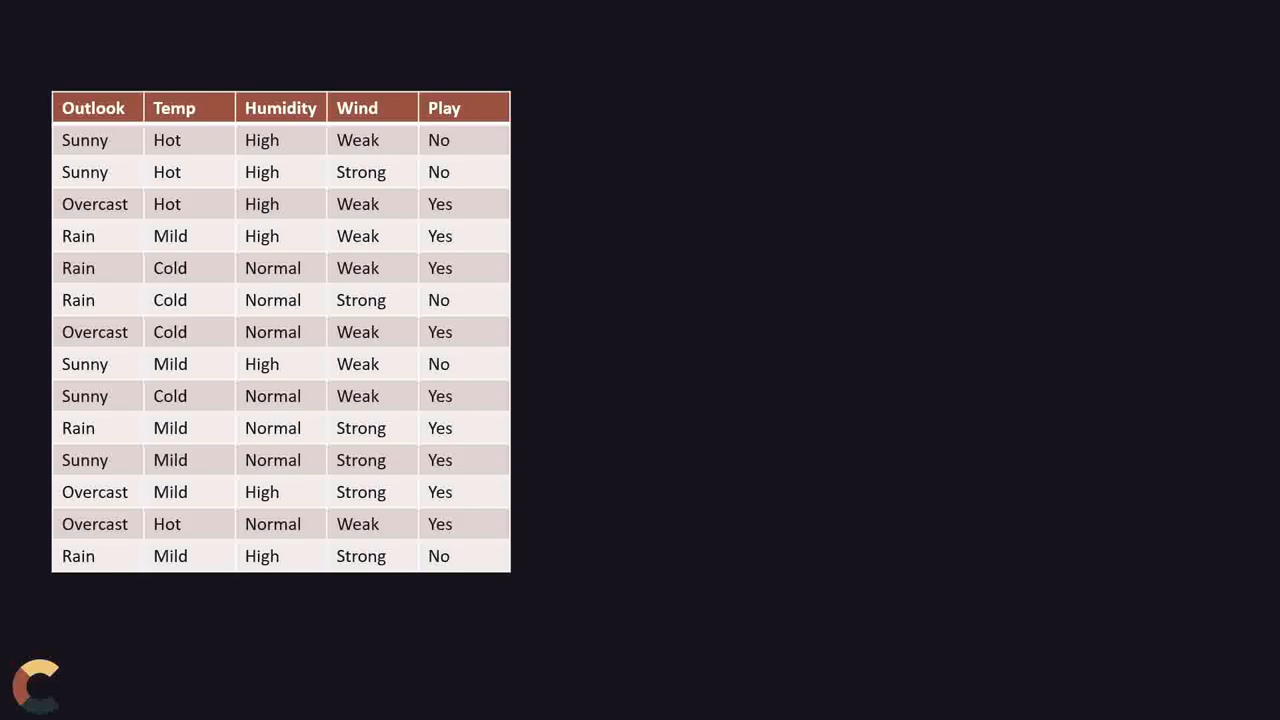 Outlook Temp Humidity Wind Play
Sunny Hot High Weak No
Sunny Hot High Strong No
Overcast Hot High Weak Yes
Rain Mild High Weak Yes
Rain Cold Normal Weak Yes
Rain Cold Normal Strong No
Overcast Cold Normal Weak Yes
Sunny Mild High Weak No
Sunny Cold Normal Weak Yes
Rain Mild Normal Strong Yes
Sunny Mild Normal Strong Yes
Overcast Mild High Strong Yes
Overcast Hot Normal Weak Yes
Rain Mild High Strong No